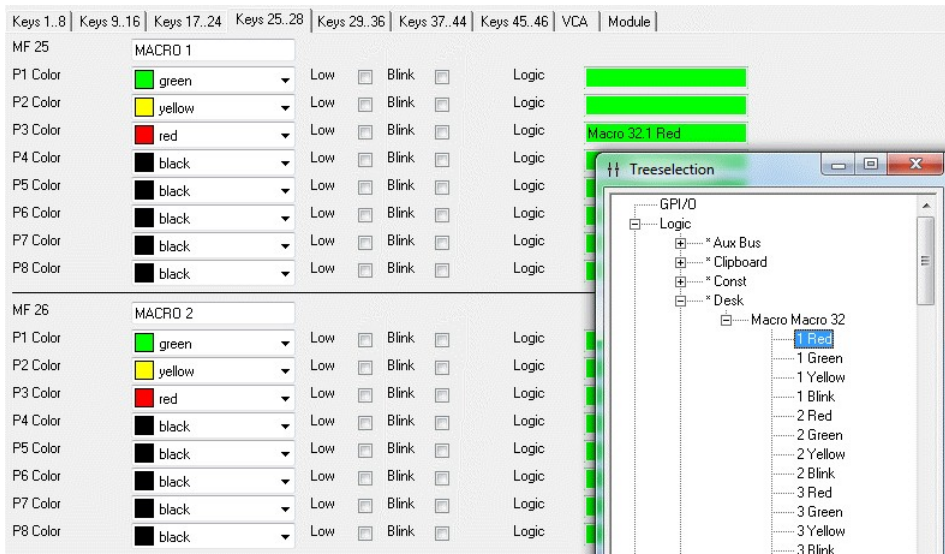 Keys 1..8 Keys 9..16 Keys 17..24 Keys 25..28 Keys 29..36 Keys 37..44 Keys 45..46 VCA Module
MF 25 MACRO 1
P1 Color green Low Blink Logic
P2 Color yellow Low Blink Logic
P3 Color red Low Blink Logic Macro 32.1 Red
P4 Color black Low Blink Logic
P5 Color black Low Blink Logic
P6 Color black Low Blink Logic
P7 Color black Low Blink Logic
P8 Color black Low Blink Logic
MF 26 MACRO 2
P1 Color green Low Blink Logic
P2 Color yellow Low Blink Logic
P3 Color red Low Blink Logic
P4 Color black Low Blink Logic
P5 Color black Low Blink Logic
P6 Color black Low Blink Logic
P7 Color black Low Blink Logic
P8 Color black Low Blink Logic
Treeselection
GPI/O
Logic
* Aux Bus
* Clipboard
* Const
* Desk
Macro Macro 32
1 Red
1 Green
1 Yellow
1 Blink
2 Red
2 Green
2 Yellow
2 Blink
3 Red
3 Green
3 Yellow
3 Blink